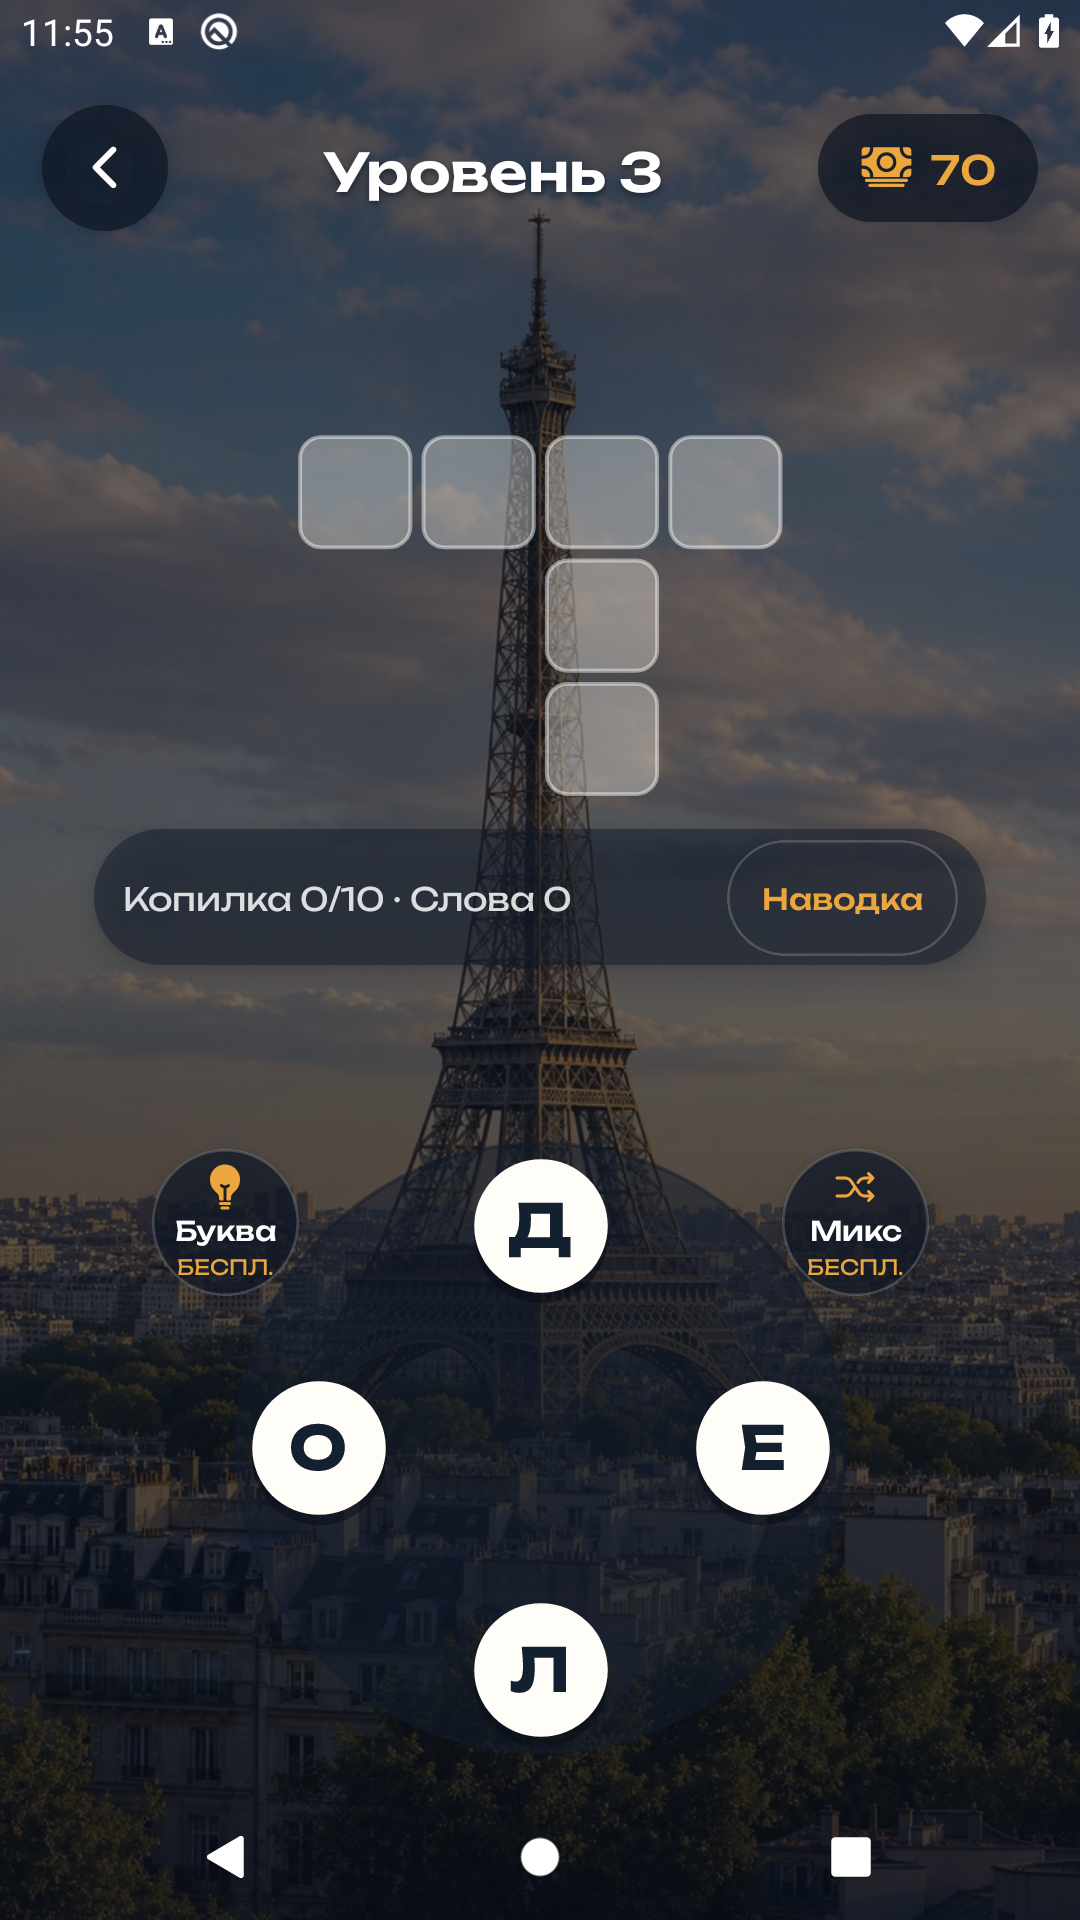 11:55
Уровень 3
70
Копилка 0/10 · Слова 0
Наводка
Буква
БЕСПЛ.
Д
Микс
БЕСПЛ.
О
Е
Л